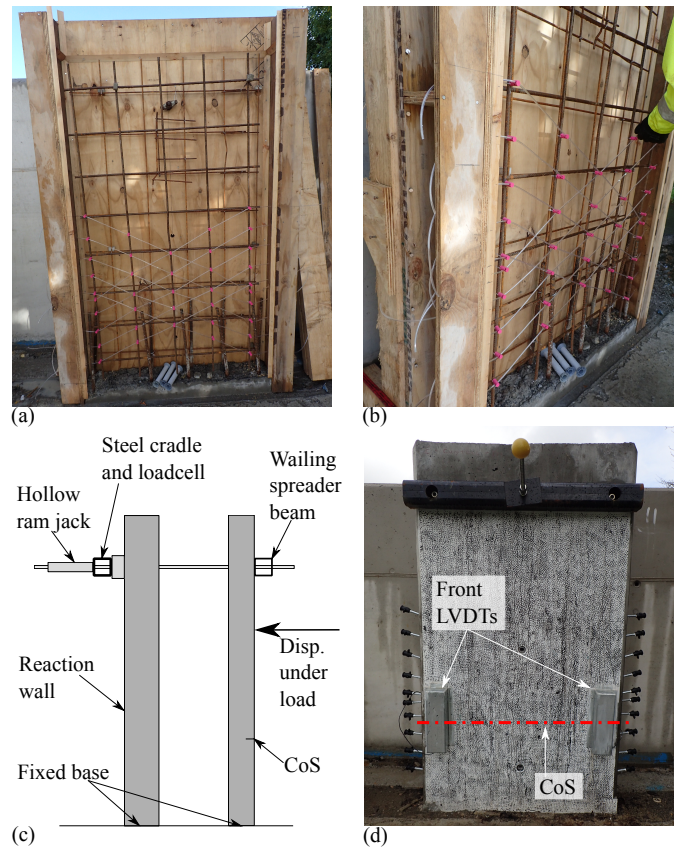 (a)
(b)
Steel cradle
and loadcell
Hollow
ram jack
Wailing
spreader
beam
Reaction
wall
Disp.
under
load
CoS
Fixed base
(c)
Front
LVDTs
CoS
(d)